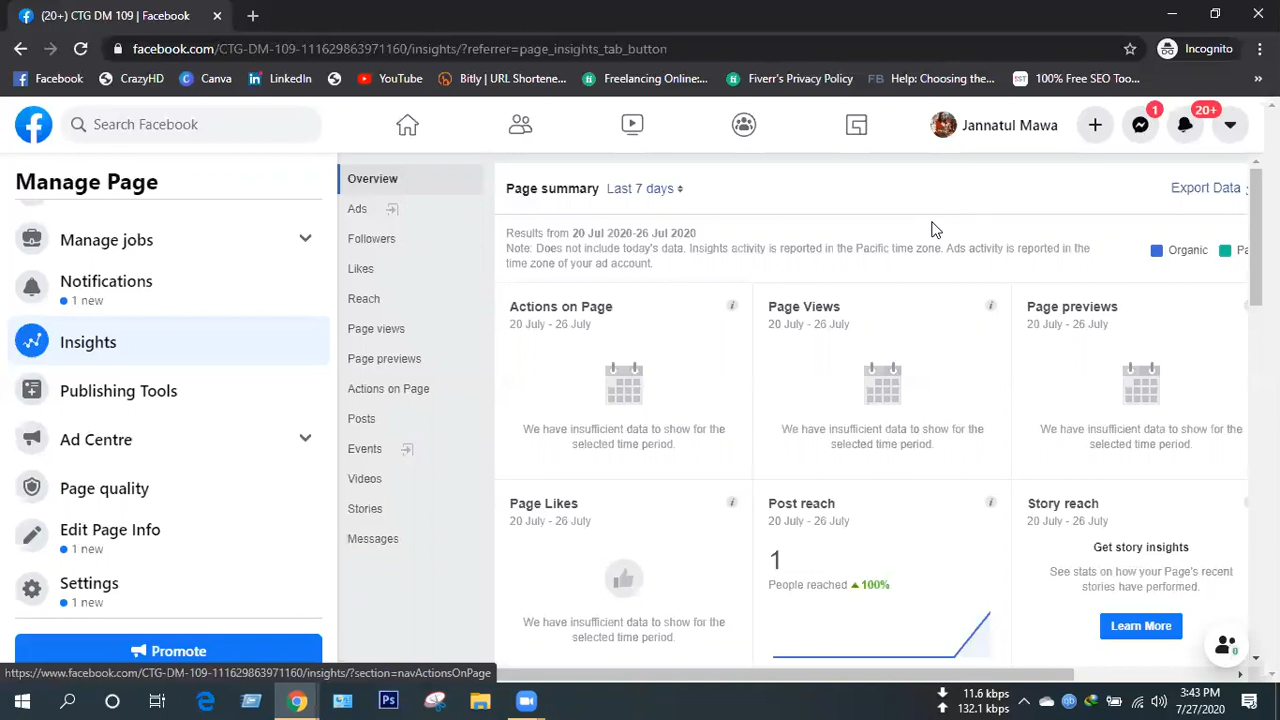 (20+) CTG DM 109 | Facebook
facebook.com/CTG-DM-109-111629863971160/insights/?referrer=page_insights_tab_button
Incognito
Facebook
CrazyHD
Canva
LinkedIn
YouTube
Bitly | URL Shortene...
Freelancing Online:...
Fiverr's Privacy Policy
FB Help: Choosing the...
SST 100% Free SEO Too...
Search Facebook
Jannatul Mawa
1
20+
Manage Page
Manage jobs
Notifications
1 new
Insights
Publishing Tools
Ad Centre
Page quality
Edit Page Info
1 new
Settings
1 new
Promote
Overview
Ads
Followers
Likes
Reach
Page views
Page previews
Actions on Page
Posts
Events
Videos
Stories
Messages
Page summary Last 7 days
Export Data
Results from 20 Jul 2020-26 Jul 2020
Note: Does not include today's data. Insights activity is reported in the Pacific time zone. Ads activity is reported in the
time zone of your ad account.
Organic
Pa
Actions on Page
20 July - 26 July
We have insufficient data to show for the
selected time period.
Page Views
20 July - 26 July
We have insufficient data to show for the
selected time period.
Page previews
20 July - 26 July
We have insufficient data to show for the
selected time period.
Page Likes
20 July - 26 July
We have insufficient data to show for the
selected time period.
Post reach
20 July - 26 July
1
People reached 100%
Story reach
20 July - 26 July
Get story insights
See stats on how your Page's recent
stories have performed.
Learn More
0
https://www.facebook.com/CTG-DM-109-111629863971160/insights/?section=navActionsOnPage
Ps
11.6 kbps
132.1 kbps
qb
3:43 PM
7/27/2020